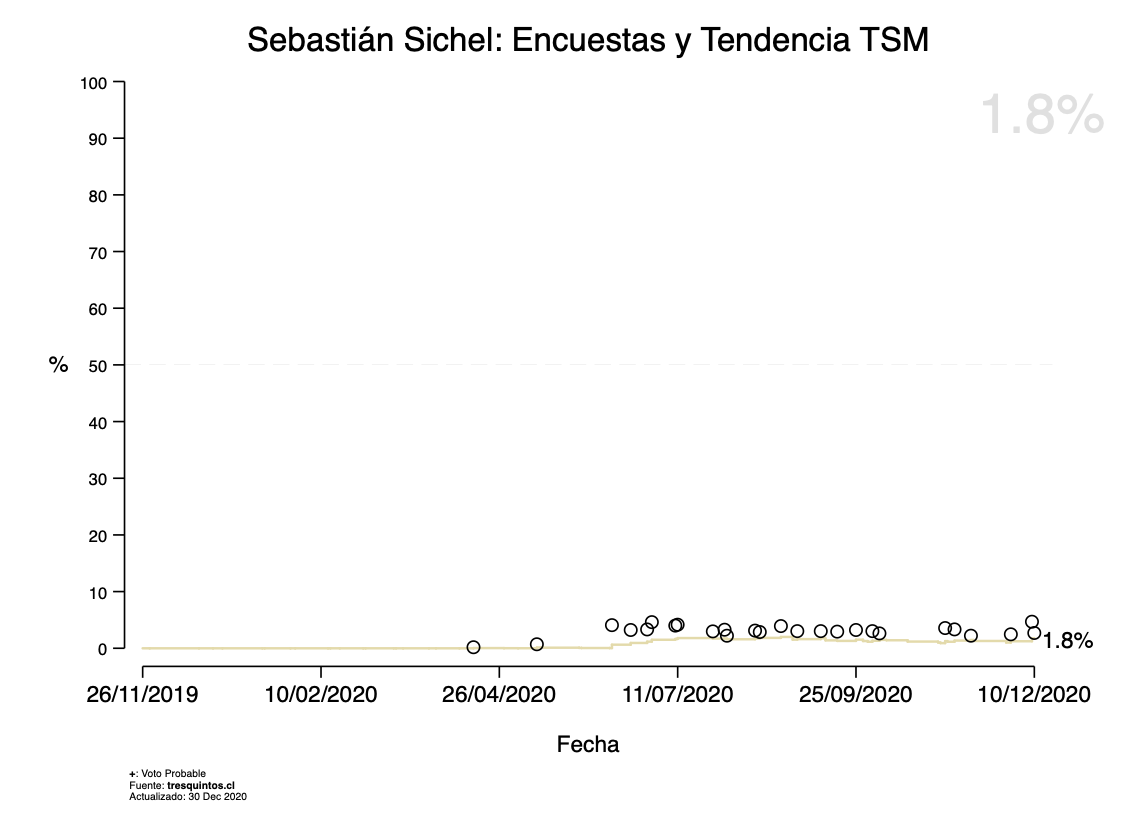 Sebastián Sichel: Encuestas y Tendencia TSM
1.8%
100
90
80
70
60
50
40
30
20
10
0
%
1.8%
26/11/2019 10/02/2020 26/04/2020 11/07/2020 25/09/2020 10/12/2020
Fecha
+: Voto Probable
Fuente: tresquintos.cl
Actualizado: 30 Dec 2020